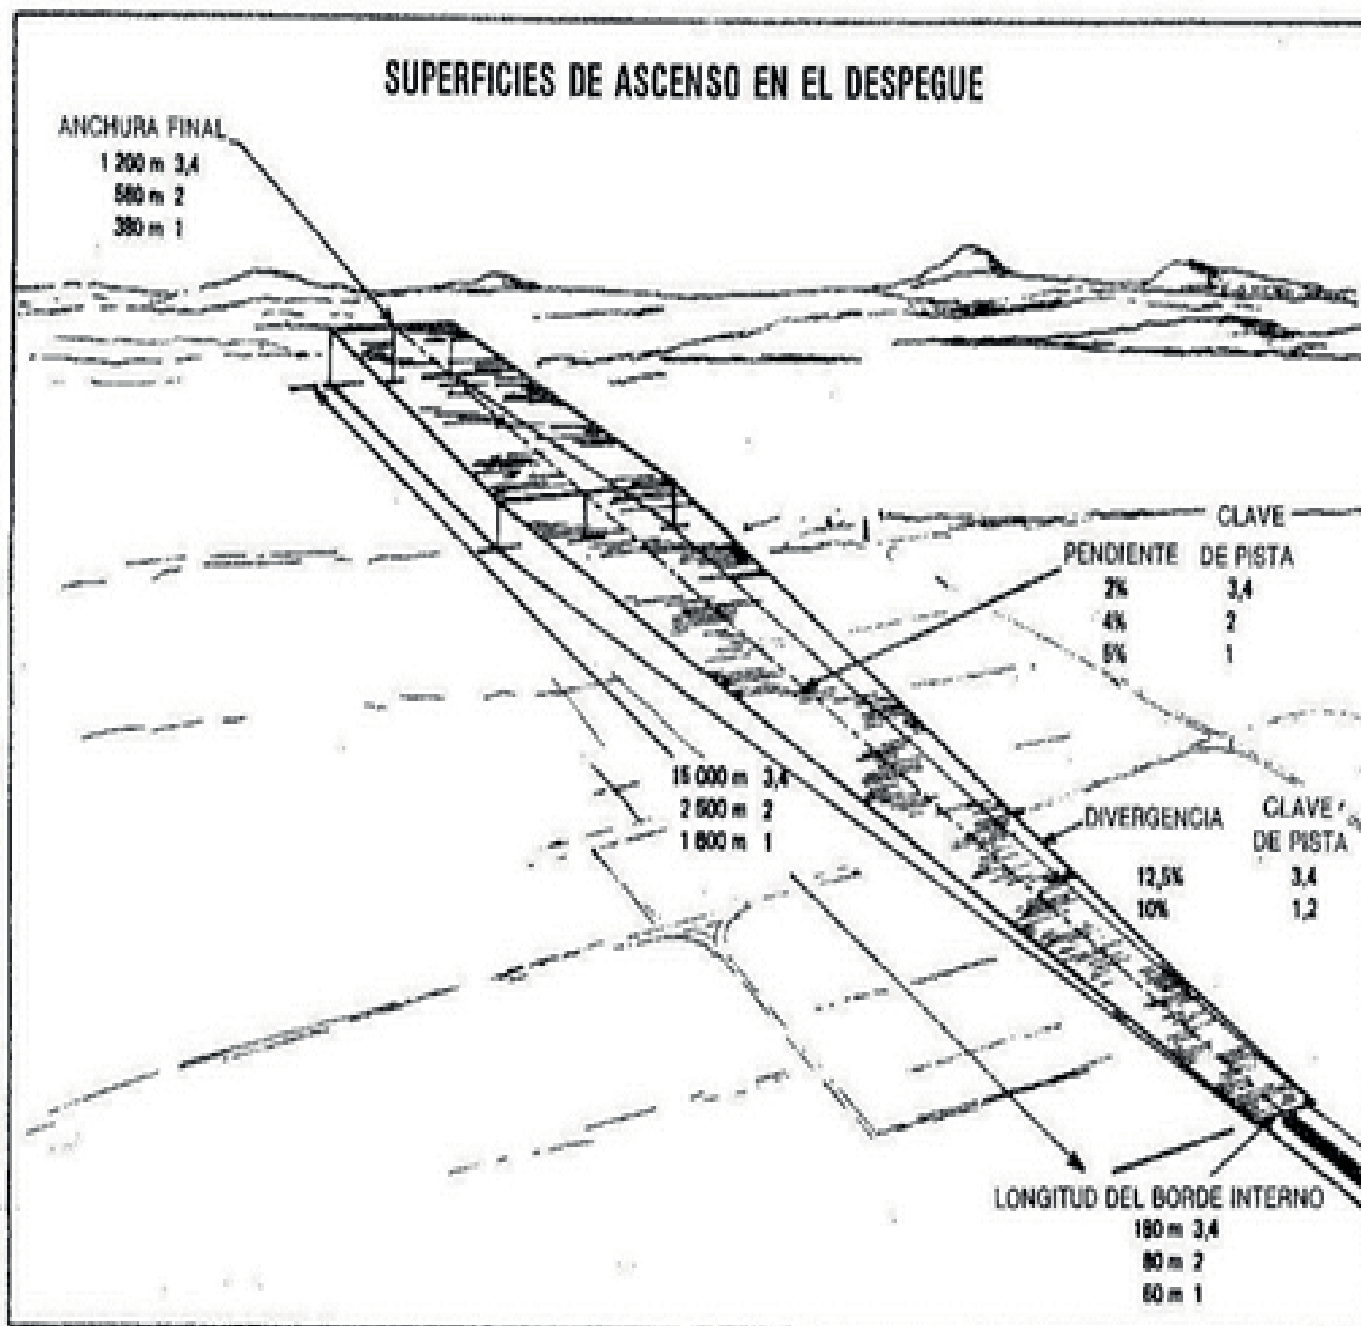 SUPERFICIES DE ASCENSO EN EL DESPEGUE
ANCHURA FINAL
1 200 m 3,4
580 m 2
380 m 1
CLAVE
PENDIENTE DE PISTA
2% 3,4
4% 2
5% 1
15 000 m 3,4
2 500 m 2
1 600 m 1
DIVERGENCIA CLAVE
DE PISTA
12,5% 3,4
10% 1,2
LONGITUD DEL BORDE INTERNO
180 m 3,4
80 m 2
60 m 1